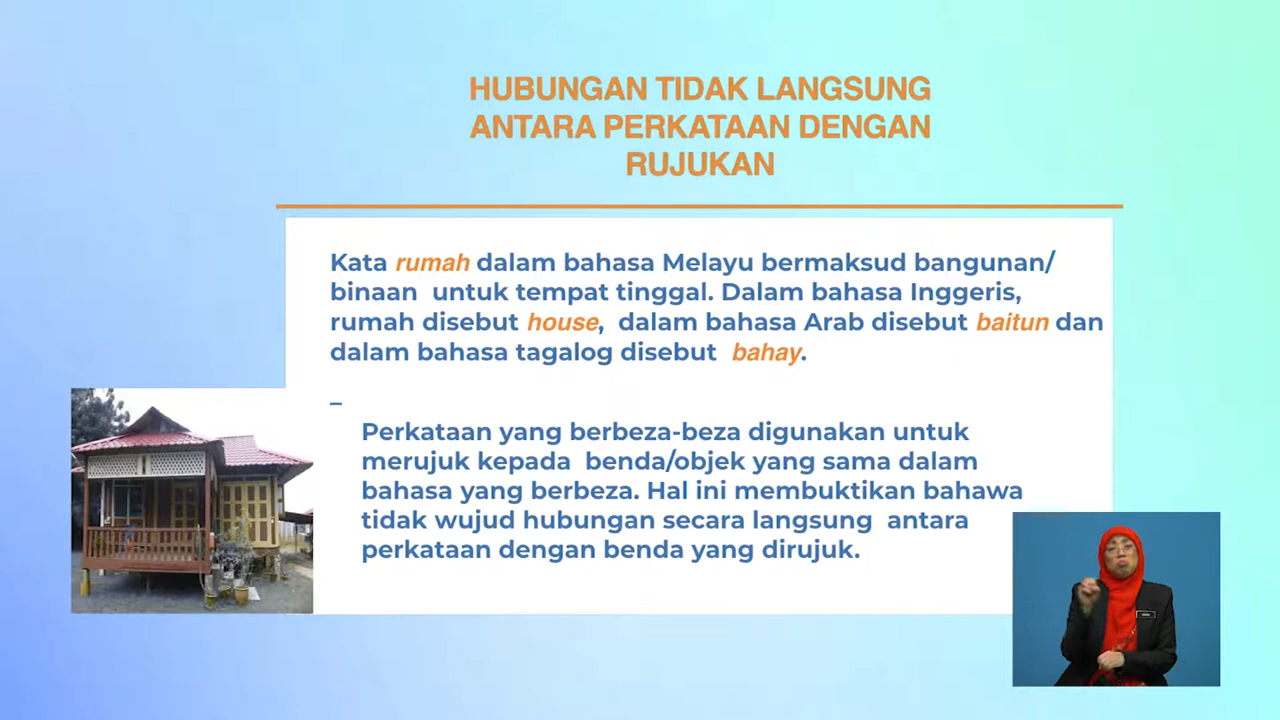 HUBUNGAN TIDAK LANGSUNG
ANTARA PERKATAAN DENGAN
RUJUKAN
Kata rumah dalam bahasa Melayu bermaksud bangunan/
binaan untuk tempat tinggal. Dalam bahasa Inggeris,
rumah disebut house, dalam bahasa Arab disebut baitun dan
dalam bahasa tagalog disebut bahay.
–
Perkataan yang berbeza-beza digunakan untuk
merujuk kepada benda/objek yang sama dalam
bahasa yang berbeza. Hal ini membuktikan bahawa
tidak wujud hubungan secara langsung antara
perkataan dengan benda yang dirujuk.